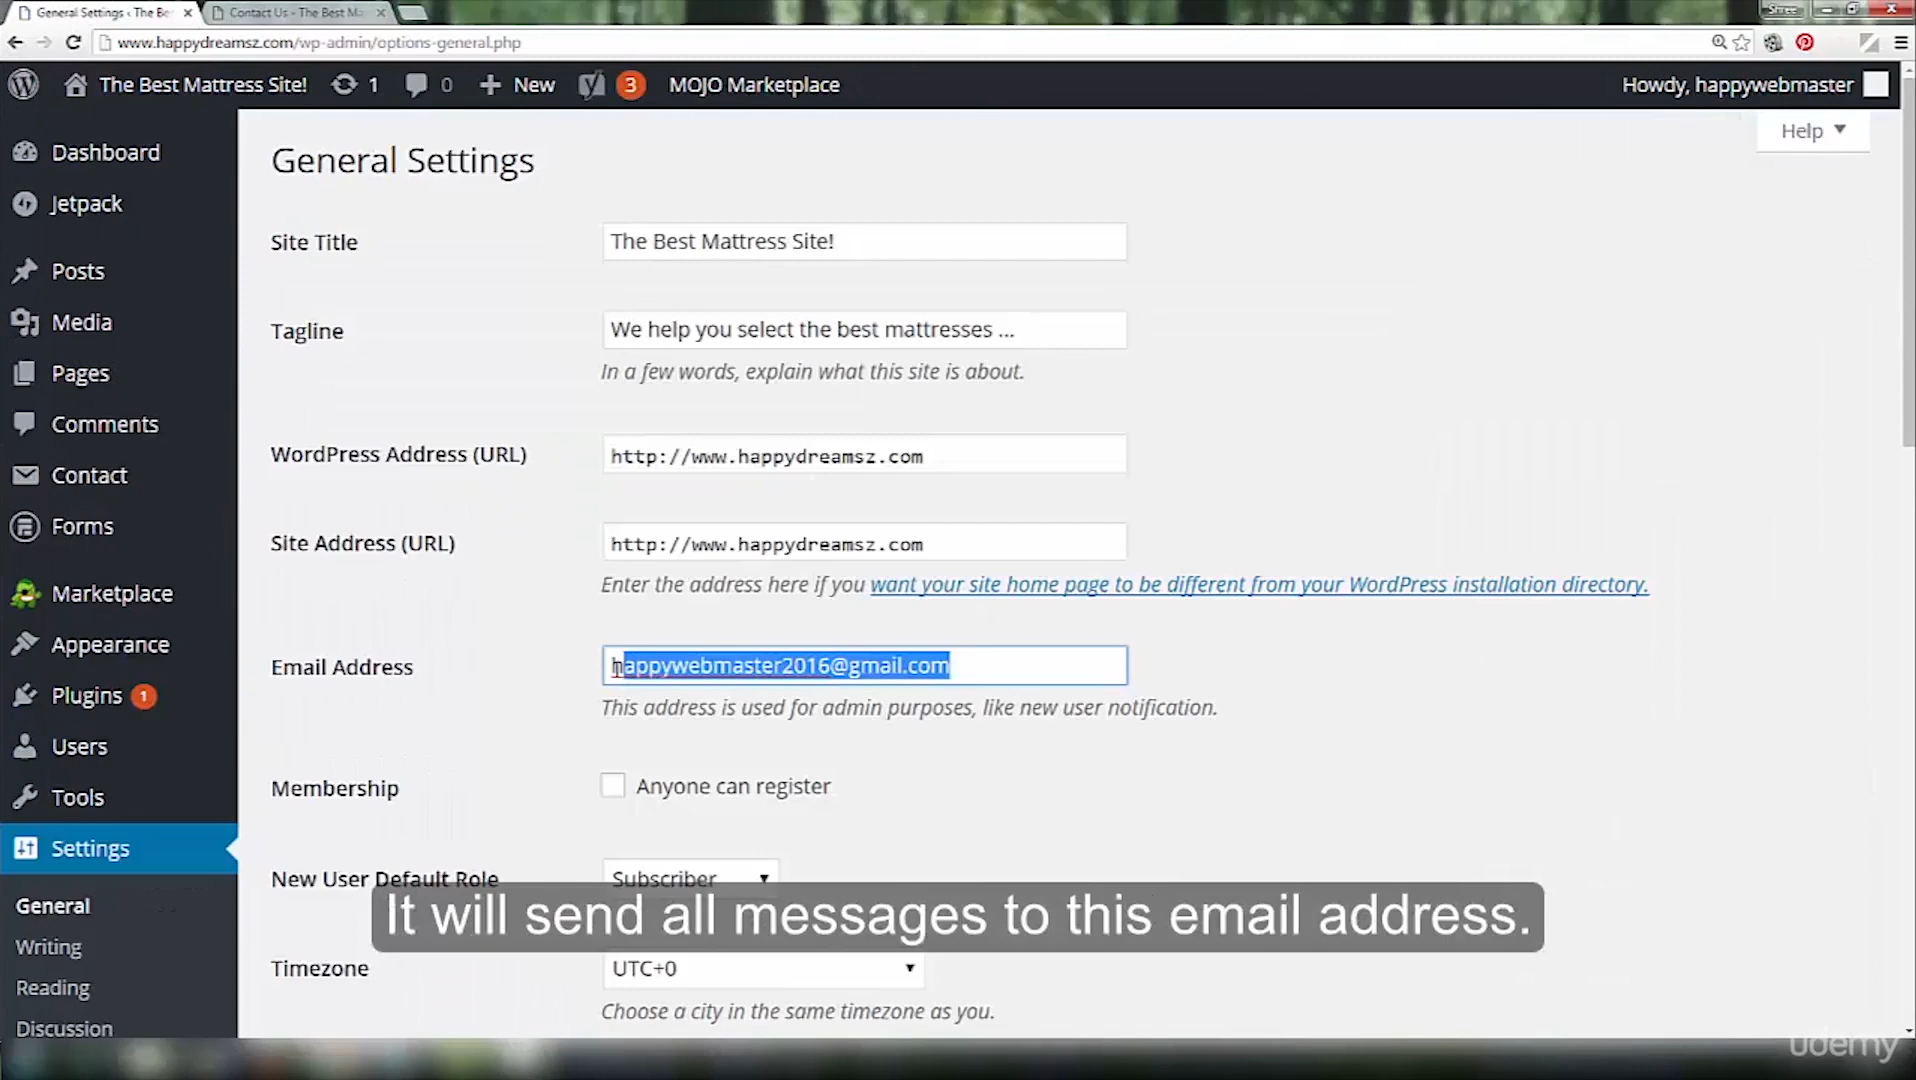 General Settings ‹ The Be
Contact Us - The Best Ma
Shree
www.happydreamsz.com/wp-admin/options-general.php
The Best Mattress Site!
1
0
New
3
MOJO Marketplace
Howdy, happywebmaster
Help
Dashboard
Jetpack
Posts
Media
Pages
Comments
Contact
Forms
Marketplace
Appearance
Plugins 1
Users
Tools
Settings
General
Writing
Reading
Discussion
General Settings
Site Title
The Best Mattress Site!
Tagline
We help you select the best mattresses ...
In a few words, explain what this site is about.
WordPress Address (URL)
http://www.happydreamsz.com
Site Address (URL)
http://www.happydreamsz.com
Enter the address here if you want your site home page to be different from your WordPress installation directory.
Email Address
happywebmaster2016@gmail.com
This address is used for admin purposes, like new user notification.
Membership
Anyone can register
New User Default Role
Subscriber
It will send all messages to this email address.
Timezone
UTC+0
Choose a city in the same timezone as you.
udemy